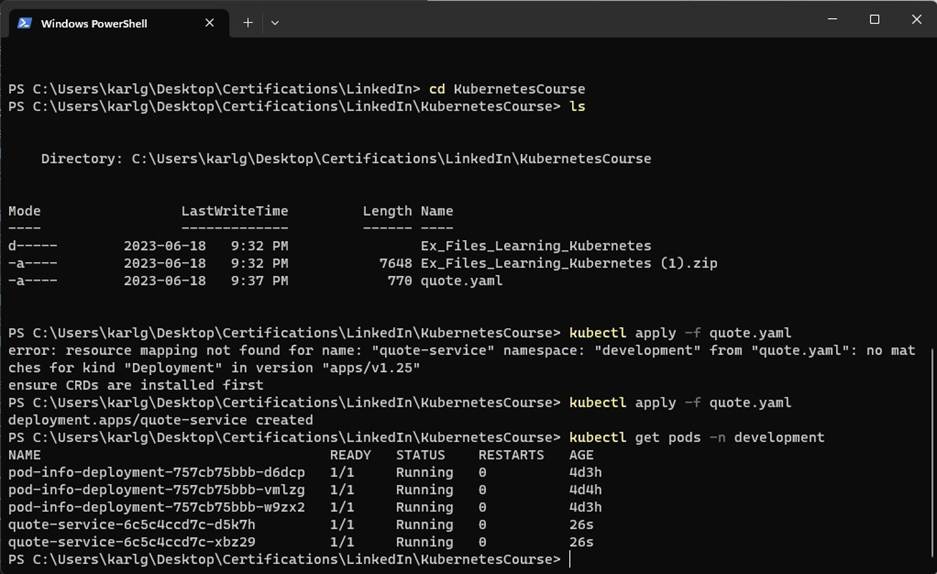 Windows PowerShell
PS C:\Users\karlg\Desktop\Certifications\LinkedIn> cd KubernetesCourse
PS C:\Users\karlg\Desktop\Certifications\LinkedIn\KubernetesCourse> ls
Directory: C:\Users\karlg\Desktop\Certifications\LinkedIn\KubernetesCourse
Mode LastWriteTime Length Name
---- ------------- ------ ----
d----- 2023-06-18 9:32 PM Ex_Files_Learning_Kubernetes
-a---- 2023-06-18 9:32 PM 7648 Ex_Files_Learning_Kubernetes (1).zip
-a---- 2023-06-18 9:37 PM 770 quote.yaml
PS C:\Users\karlg\Desktop\Certifications\LinkedIn\KubernetesCourse> kubectl apply -f quote.yaml
error: resource mapping not found for name: "quote-service" namespace: "development" from "quote.yaml": no mat
ches for kind "Deployment" in version "apps/v1.25"
ensure CRDs are installed first
PS C:\Users\karlg\Desktop\Certifications\LinkedIn\KubernetesCourse> kubectl apply -f quote.yaml
deployment.apps/quote-service created
PS C:\Users\karlg\Desktop\Certifications\LinkedIn\KubernetesCourse> kubectl get pods -n development
NAME READY STATUS RESTARTS AGE
pod-info-deployment-757cb75bbb-d6dcp 1/1 Running 0 4d3h
pod-info-deployment-757cb75bbb-vmlzg 1/1 Running 0 4d4h
pod-info-deployment-757cb75bbb-w9zx2 1/1 Running 0 4d3h
quote-service-6c5c4ccd7c-d5k7h 1/1 Running 0 26s
quote-service-6c5c4ccd7c-xbz29 1/1 Running 0 26s
PS C:\Users\karlg\Desktop\Certifications\LinkedIn\KubernetesCourse>